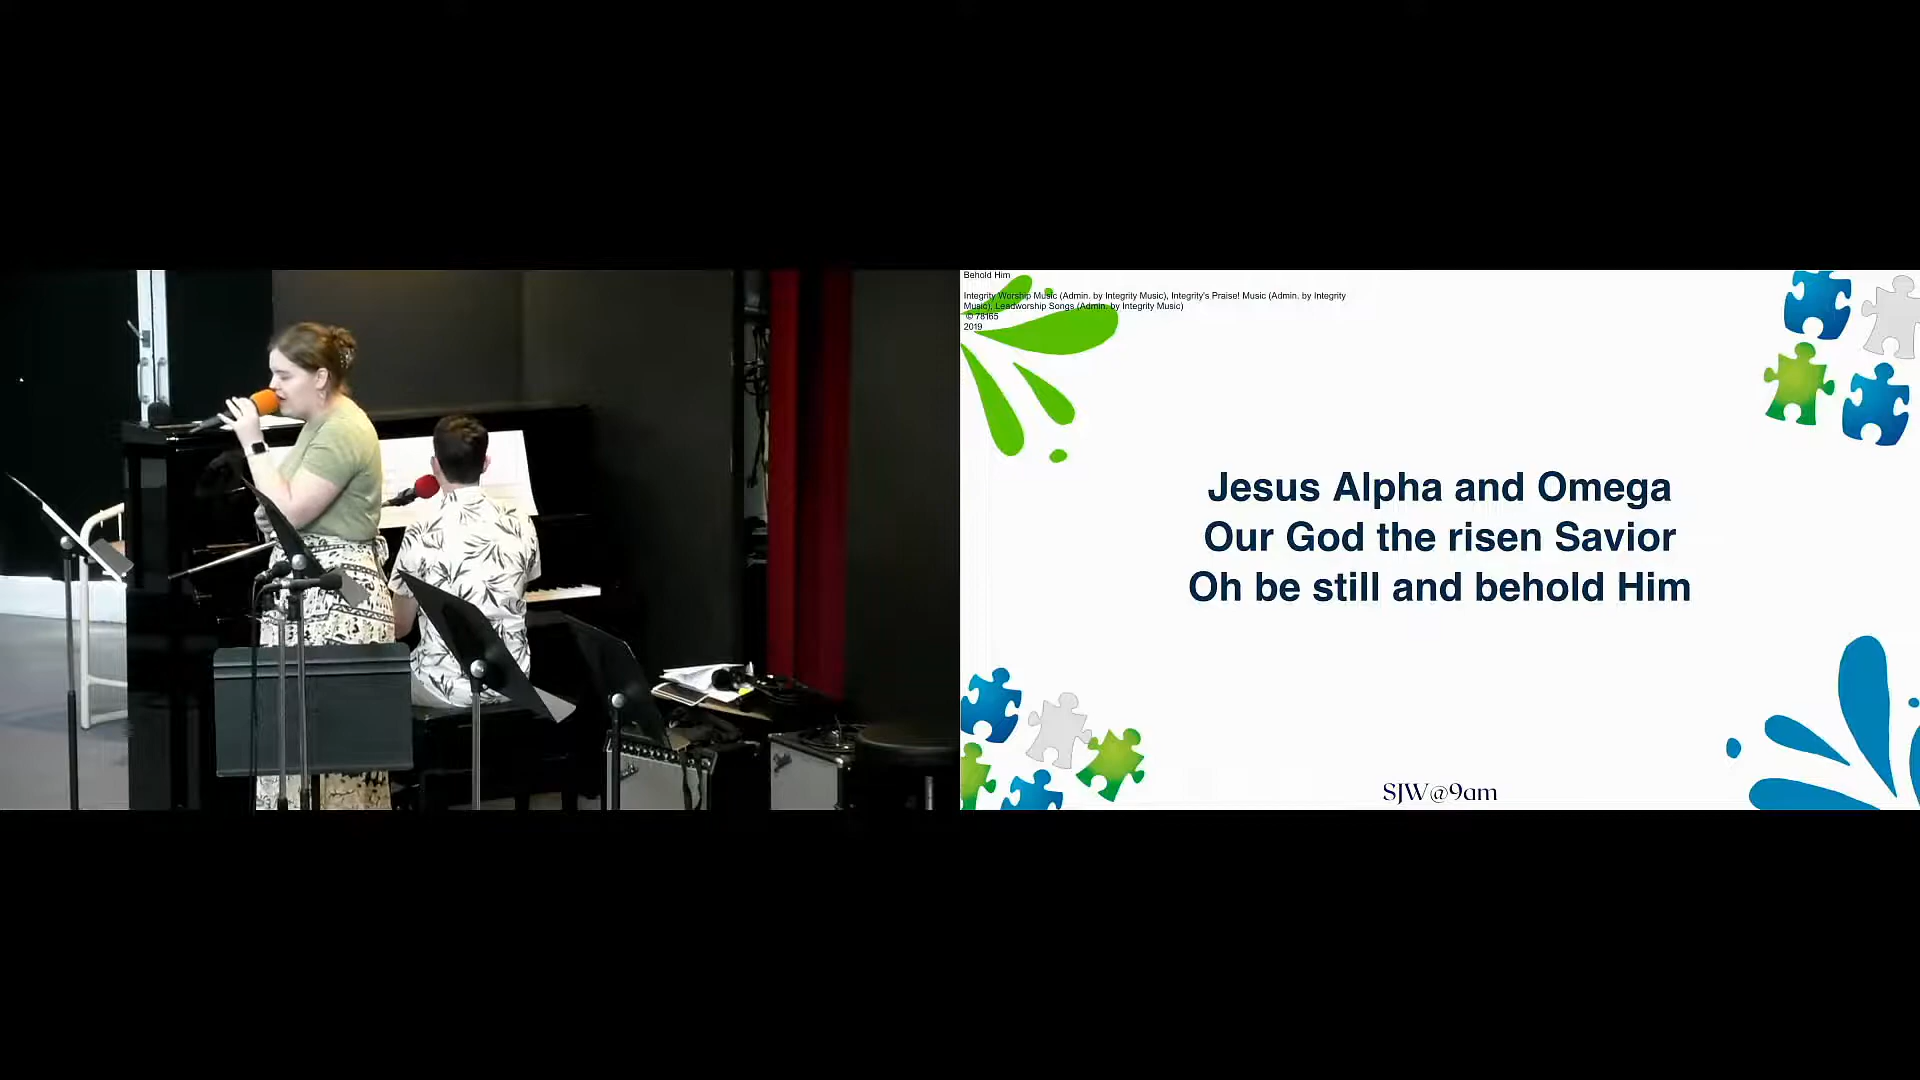 Behold Him
Integrity Worship Music (Admin. by Integrity Music), Integrity's Praise! Music (Admin. by Integrity
Music), Leadworship Songs (Admin. by Integrity Music)
© 78165
2019
Jesus Alpha and Omega
Our God the risen Savior
Oh be still and behold Him
SJW@9am
Fender